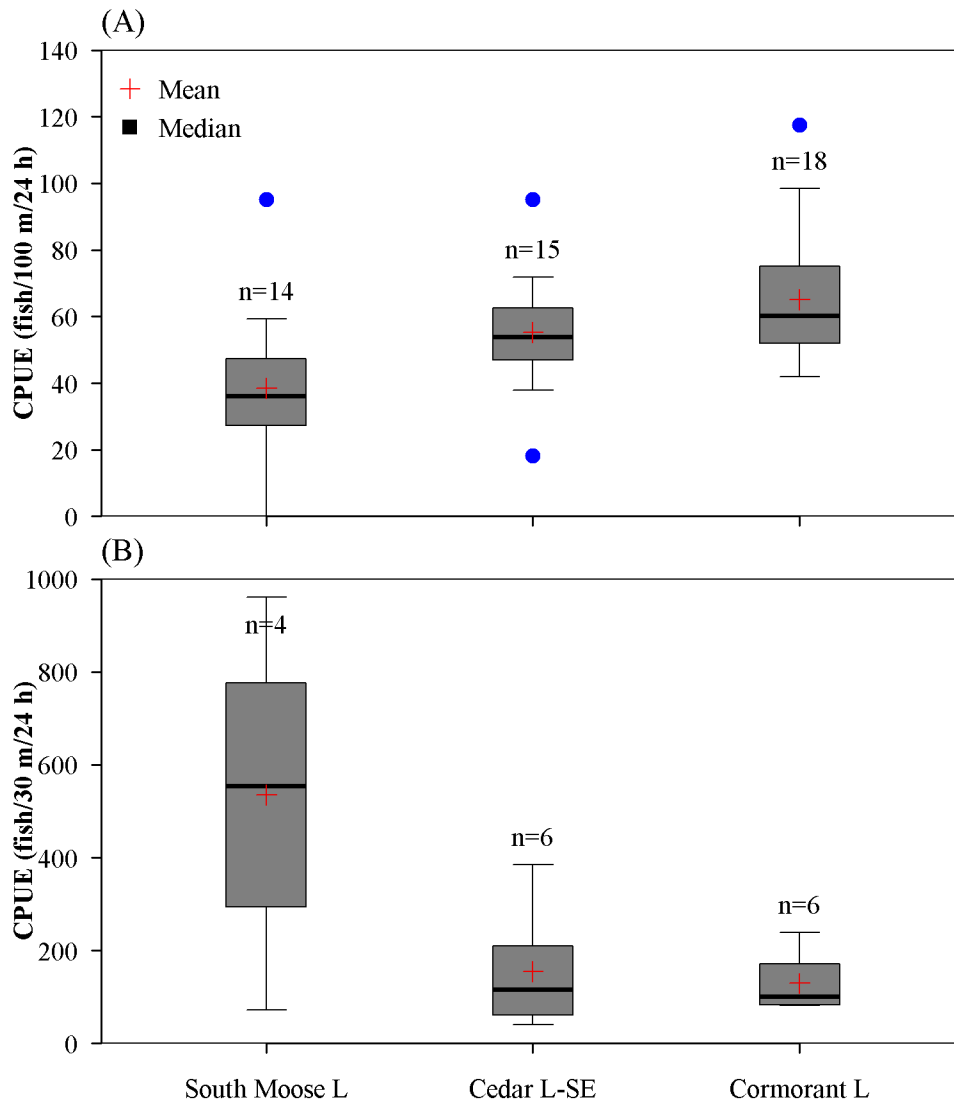 (A)
140
120
100
80
60
40
20
0
CPUE (fish/100 m/24 h)
Mean
Median
n=14
n=15
n=18
(B)
1000
800
600
400
200
0
CPUE (fish/30 m/24 h)
n=4
n=6
n=6
South Moose L
Cedar L-SE
Cormorant L